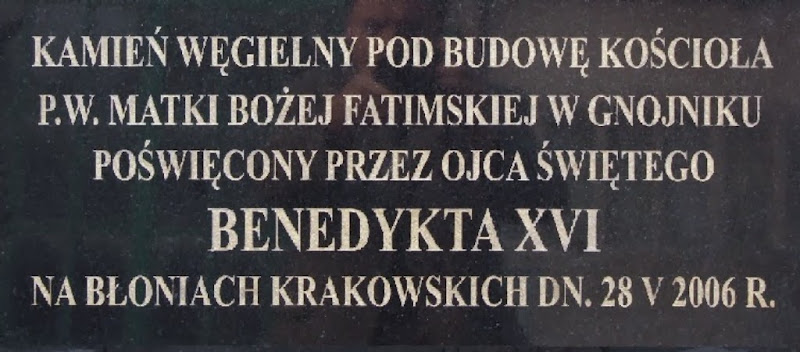 KAMIEŃ WĘGIELNY POD BUDOWĘ KOŚCIOŁA
P.W. MATKI BOŻEJ FATIMSKIEJ W GNOJNIKU
POŚWIĘCONY PRZEZ OJCA ŚWIĘTEGO
BENEDYKTA XVI
NA BŁONIACH KRAKOWSKICH DN. 28 V 2006 R.